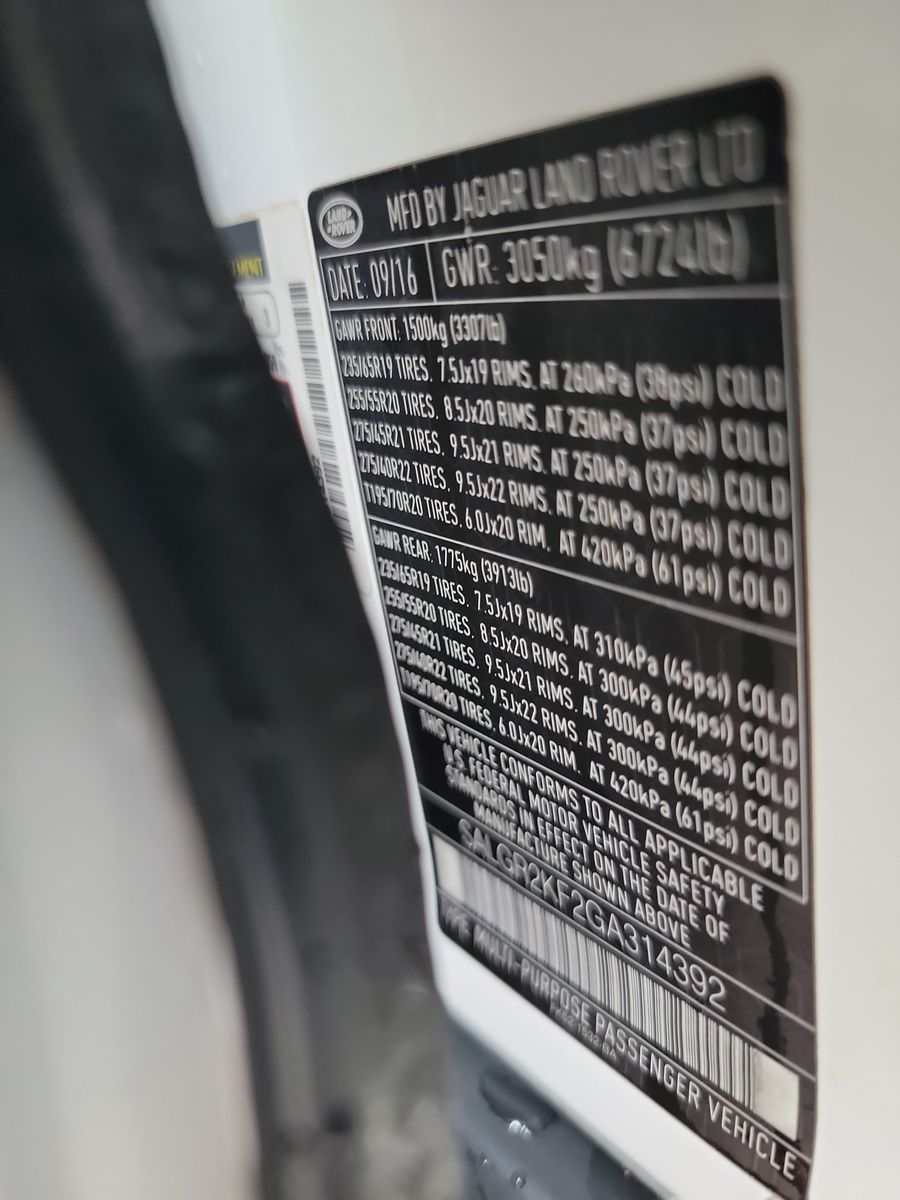 MFD BY JAGUAR LAND ROVER LTD
LAND ROVER
DATE: 09/16
GWR: 3050kg (6724lb)
GAWR FRONT: 1500kg (3307lb)
235/65R19 TIRES. 7.5Jx19 RIMS. AT 260kPa (38psi) COLD
255/55R20 TIRES. 8.5Jx20 RIMS. AT 250kPa (37psi) COLD
275/45R21 TIRES. 9.5Jx21 RIMS. AT 250kPa (37psi) COLD
275/40R22 TIRES. 9.5Jx22 RIMS. AT 250kPa (37psi) COLD
T195/70R20 TIRES. 6.0Jx20 RIM. AT 420kPa (61psi) COLD
GAWR REAR: 1775kg (3913lb)
235/65R19 TIRES. 7.5Jx19 RIMS. AT 310kPa (45psi) COLD
255/55R20 TIRES. 8.5Jx20 RIMS. AT 300kPa (44psi) COLD
275/45R21 TIRES. 9.5Jx21 RIMS. AT 300kPa (44psi) COLD
275/40R22 TIRES. 9.5Jx22 RIMS. AT 300kPa (44psi) COLD
T195/70R20 TIRES. 6.0Jx20 RIM. AT 420kPa (61psi) COLD
THIS VEHICLE CONFORMS TO ALL APPLICABLE
U.S. FEDERAL MOTOR VEHICLE SAFETY
STANDARDS IN EFFECT ON THE DATE OF
MANUFACTURE SHOWN ABOVE
SALGR2KF2GA314392
TYPE (MULTI-PURPOSE PASSENGER VEHICLE